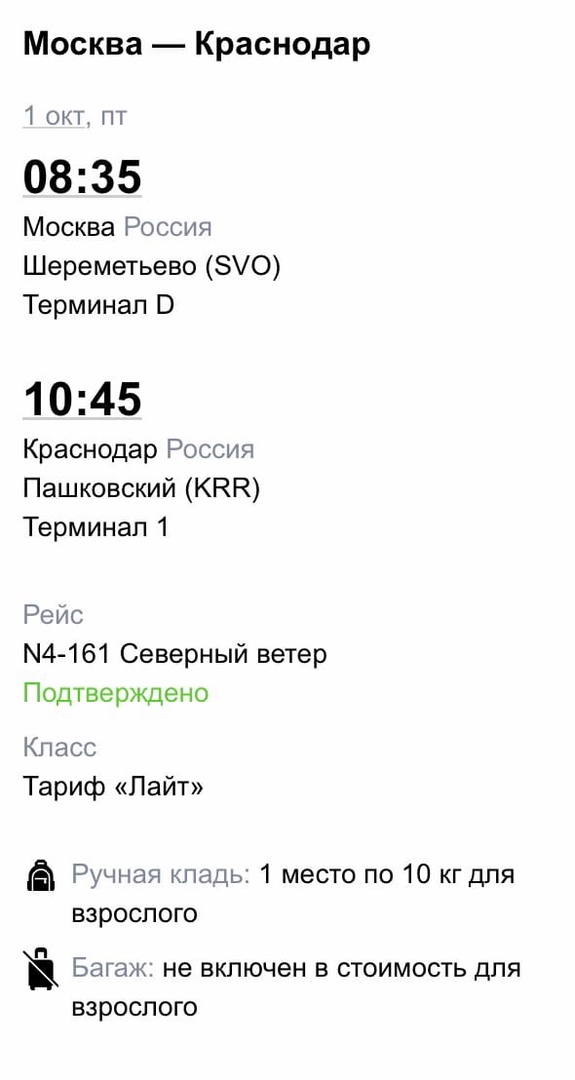 Москва — Краснодар
1 окт, пт
08:35
Москва Россия
Шереметьево (SVO)
Терминал D
10:45
Краснодар Россия
Пашковский (KRR)
Терминал 1
Рейс
N4-161 Северный ветер
Подтверждено
Класс
Тариф «Лайт»
Ручная кладь: 1 место по 10 кг для
взрослого
Багаж: не включен в стоимость для
взрослого